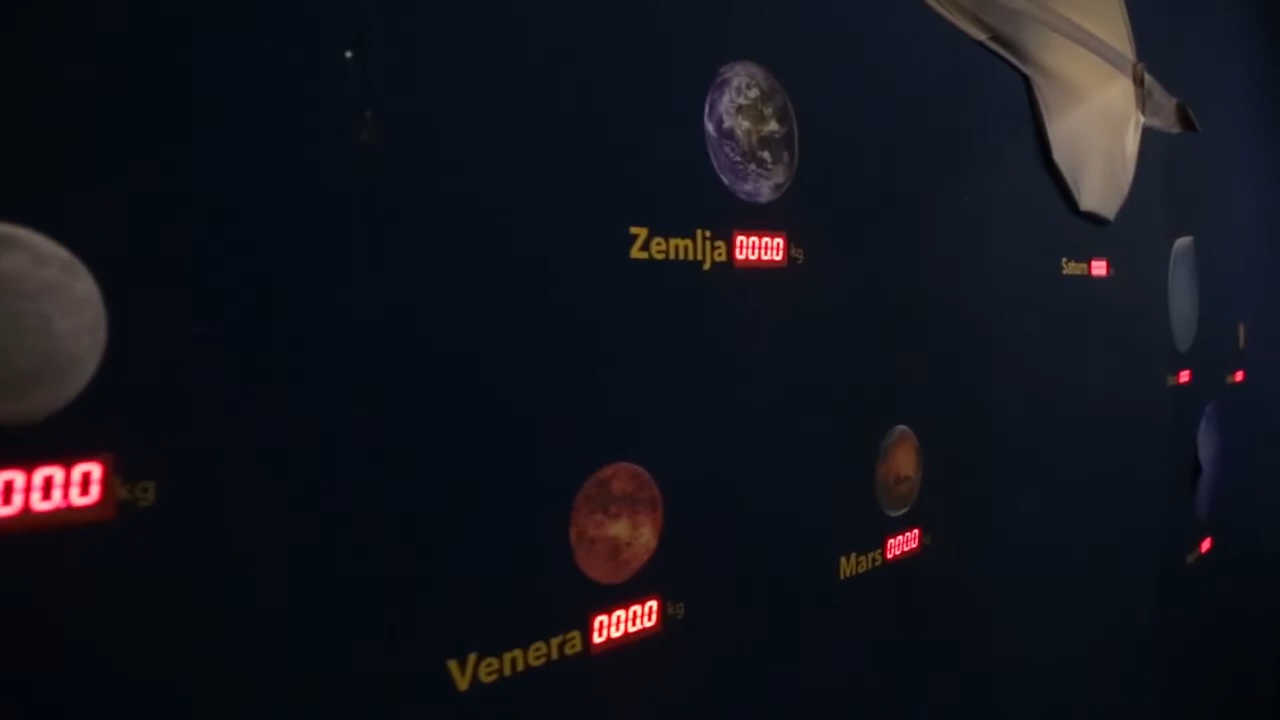 Zemlja 000.0 kg
Saturn
00.0 kg
Mars 000.0
Venera 000.0 kg